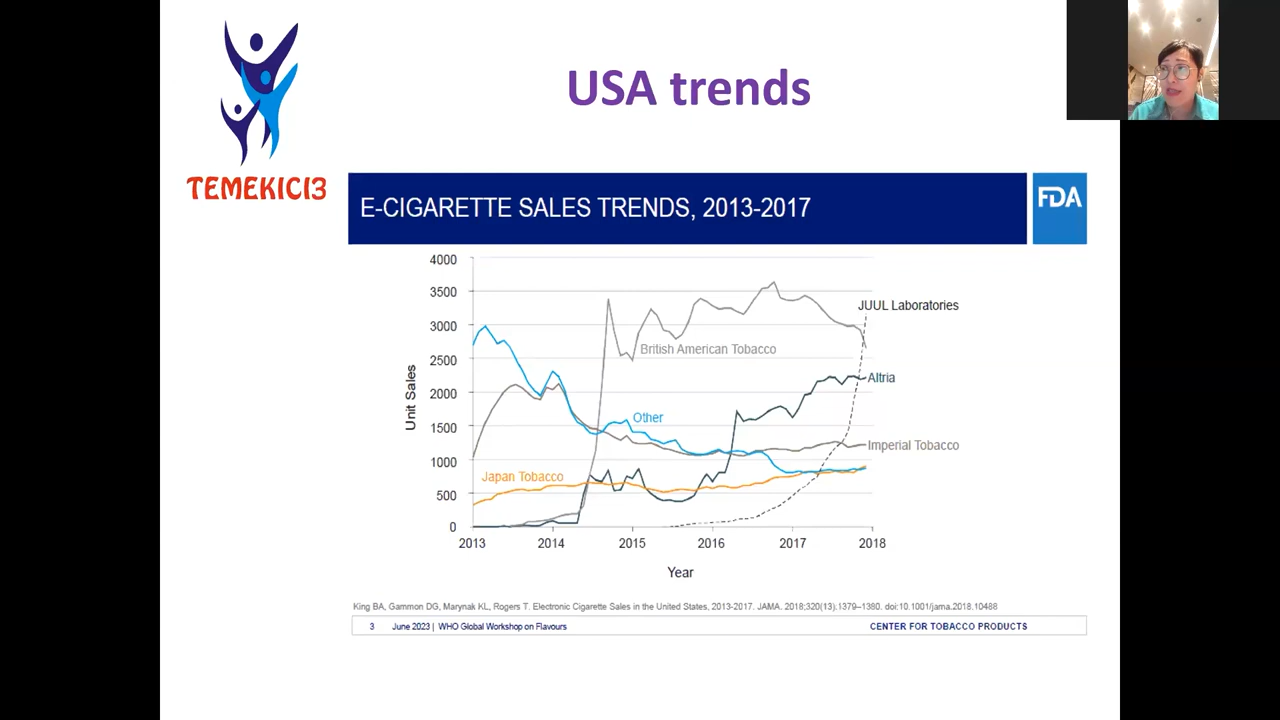 USA trends
TEMEKICI3
E-CIGARETTE SALES TRENDS, 2013-2017
FDA
4000
3500
3000
2500
2000
1500
1000
500
0
Unit Sales
JUUL Laboratories
British American Tobacco
Altria
Other
Imperial Tobacco
Japan Tobacco
2013 2014 2015 2016 2017 2018
Year
King BA, Gammon DG, Marynak KL, Rogers T. Electronic Cigarette Sales in the United States, 2013-2017. JAMA. 2018;320(13):1379–1380. doi:10.1001/jama.2018.10488
3 June 2023 | WHO Global Workshop on Flavours CENTER FOR TOBACCO PRODUCTS